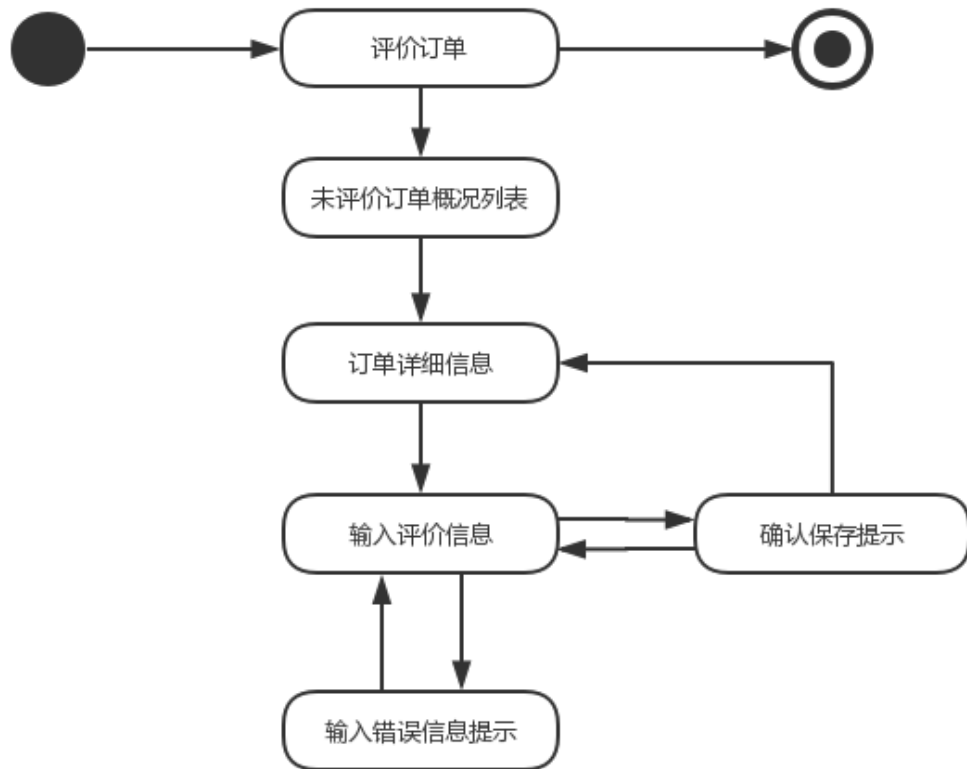 评价订单
未评价订单概况列表
订单详细信息
输入评价信息
确认保存提示
输入错误信息提示